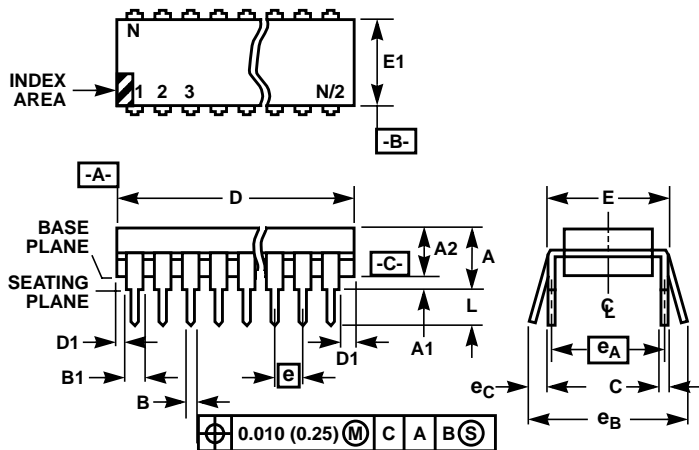 N
E1
INDEX
AREA
1 2 3 N/2
-B-
-A-
D
E
BASE
PLANE
A2
A
-C-
SEATING
PLANE
L
C
L
D1
A1
D1
eA
B1
e
eC
C
B
eB
0.010 (0.25) M C A B S